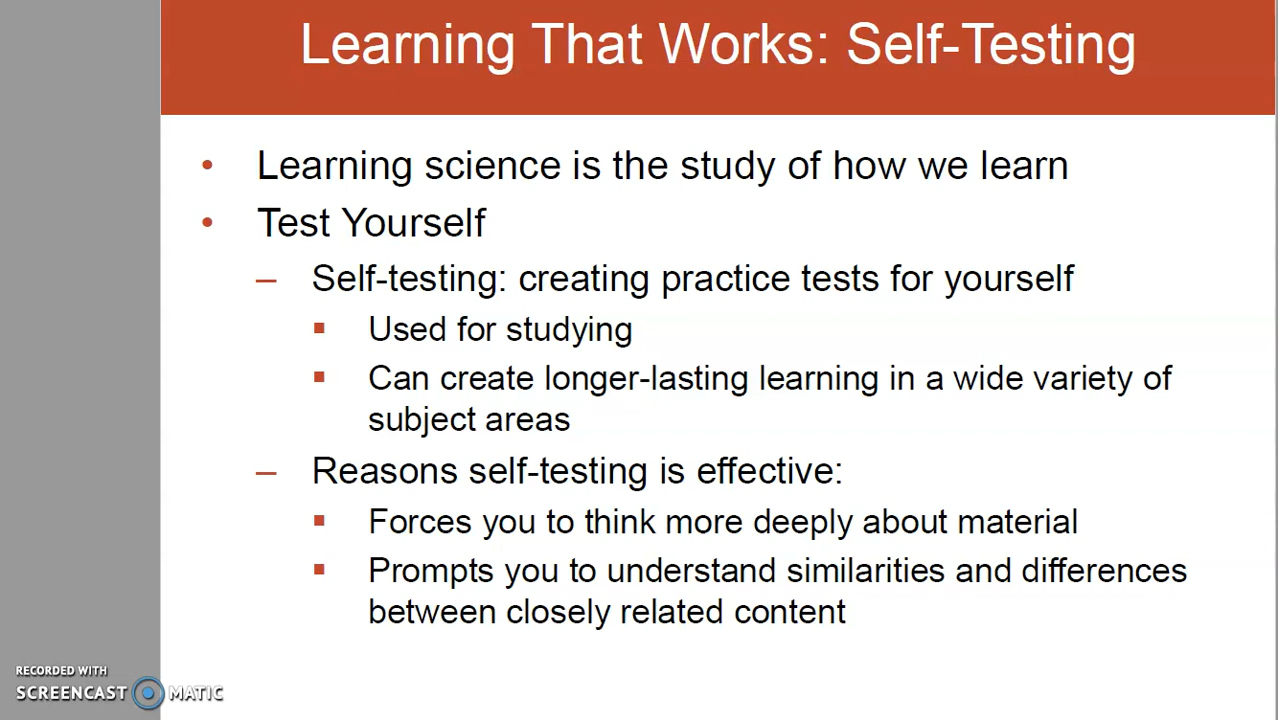 Learning That Works: Self-Testing
• Learning science is the study of how we learn
• Test Yourself
– Self-testing: creating practice tests for yourself
▪ Used for studying
▪ Can create longer-lasting learning in a wide variety of
subject areas
– Reasons self-testing is effective:
▪ Forces you to think more deeply about material
▪ Prompts you to understand similarities and differences
between closely related content
RECORDED WITH
SCREENCAST MATIC